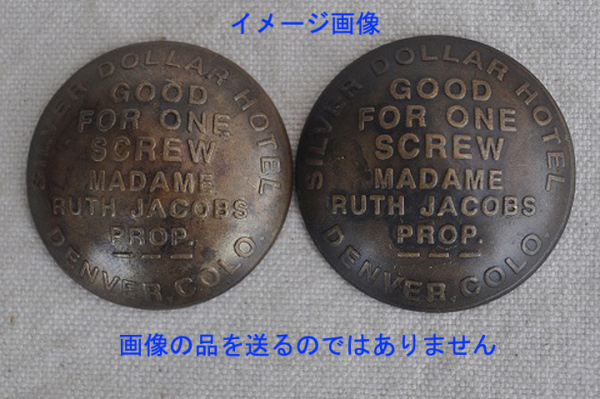 イメージ画像
SILVER DOLLAR HOTEL
GOOD
FOR ONE
SCREW
MADAME
RUTH JACOBS
PROP.
DENVER, COLO.
SILVER DOLLAR HOTEL
GOOD
FOR ONE
SCREW
MADAME
RUTH JACOBS
PROP.
DENVER, COLO.
画像の品を送るのではありません